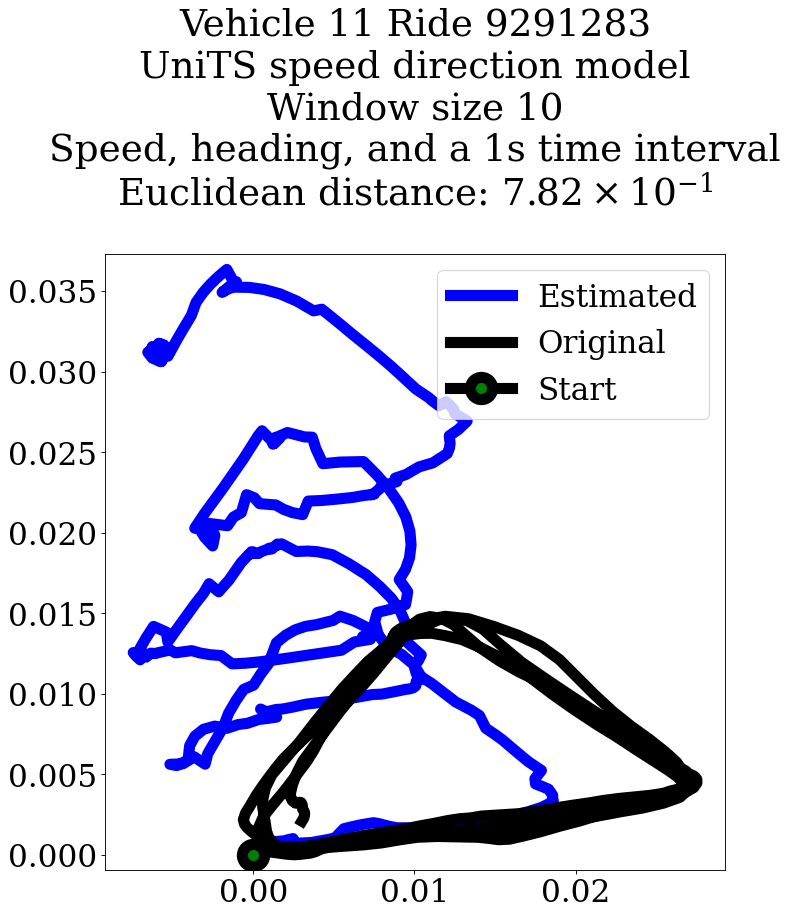 Vehicle 11 Ride 9291283
UniTS speed direction model
Window size 10
Speed, heading, and a 1s time interval
Euclidean distance: 7.82 × 10⁻¹
Estimated
Original
Start
0.035
0.030
0.025
0.020
0.015
0.010
0.005
0.000
0.00 0.01 0.02